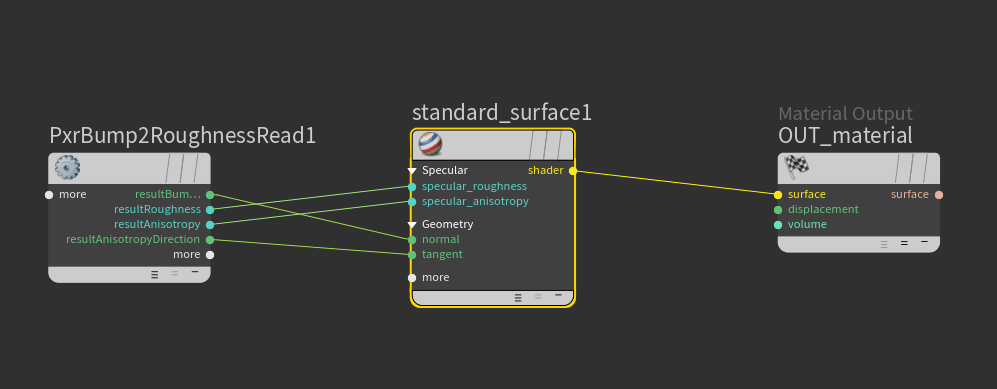 PxrBump2RoughnessRead1
more
resultBum...
resultRoughness
resultAnisotropy
resultAnisotropyDirection
more
standard_surface1
Specular
shader
specular_roughness
specular_anisotropy
Geometry
normal
tangent
more
Material Output
OUT_material
surface
surface
displacement
volume